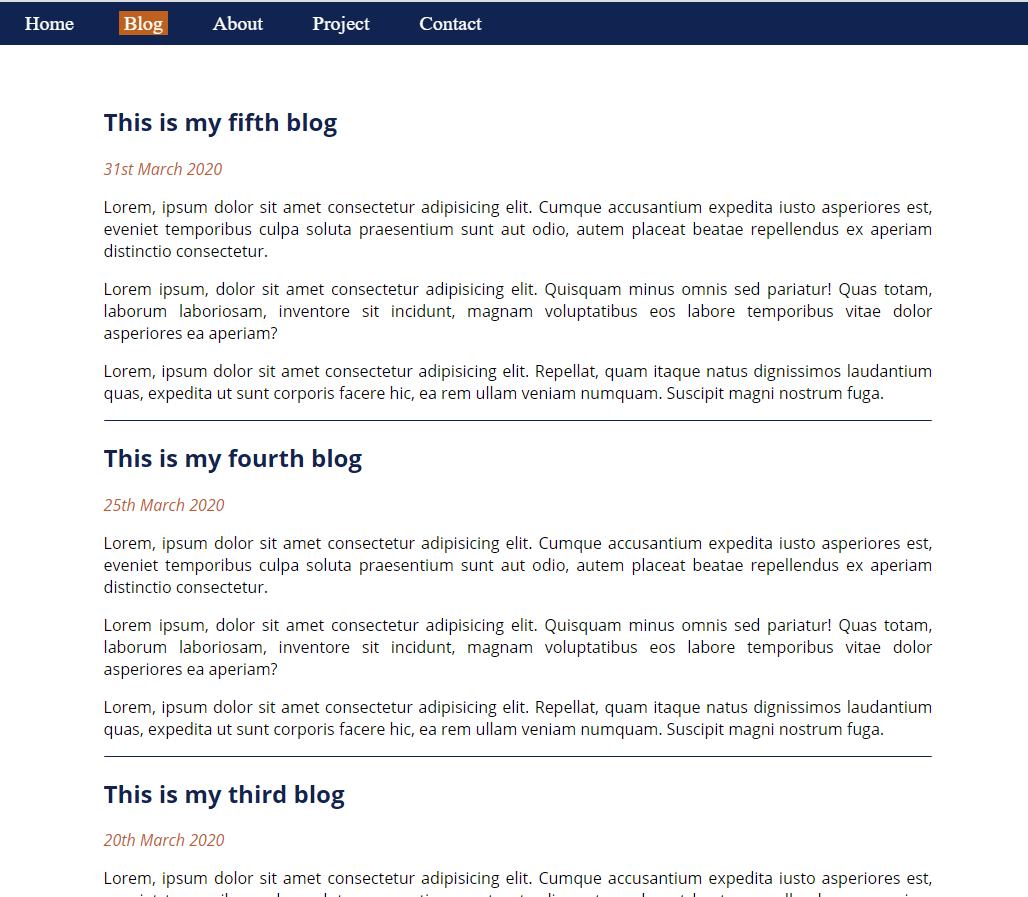 Home Blog About Project Contact
This is my fifth blog
31st March 2020
Lorem, ipsum dolor sit amet consectetur adipisicing elit. Cumque accusantium expedita iusto asperiores est,
eveniet temporibus culpa soluta praesentium sunt aut odio, autem placeat beatae repellendus ex aperiam
distinctio consectetur.
Lorem ipsum, dolor sit amet consectetur adipisicing elit. Quisquam minus omnis sed pariatur! Quas totam,
laborum laboriosam, inventore sit incidunt, magnam voluptatibus eos labore temporibus vitae dolor
asperiores ea aperiam?
Lorem, ipsum dolor sit amet consectetur adipisicing elit. Repellat, quam itaque natus dignissimos laudantium
quas, expedita ut sunt corporis facere hic, ea rem ullam veniam numquam. Suscipit magni nostrum fuga.
This is my fourth blog
25th March 2020
Lorem, ipsum dolor sit amet consectetur adipisicing elit. Cumque accusantium expedita iusto asperiores est,
eveniet temporibus culpa soluta praesentium sunt aut odio, autem placeat beatae repellendus ex aperiam
distinctio consectetur.
Lorem ipsum, dolor sit amet consectetur adipisicing elit. Quisquam minus omnis sed pariatur! Quas totam,
laborum laboriosam, inventore sit incidunt, magnam voluptatibus eos labore temporibus vitae dolor
asperiores ea aperiam?
Lorem, ipsum dolor sit amet consectetur adipisicing elit. Repellat, quam itaque natus dignissimos laudantium
quas, expedita ut sunt corporis facere hic, ea rem ullam veniam numquam. Suscipit magni nostrum fuga.
This is my third blog
20th March 2020
Lorem, ipsum dolor sit amet consectetur adipisicing elit. Cumque accusantium expedita iusto asperiores est,